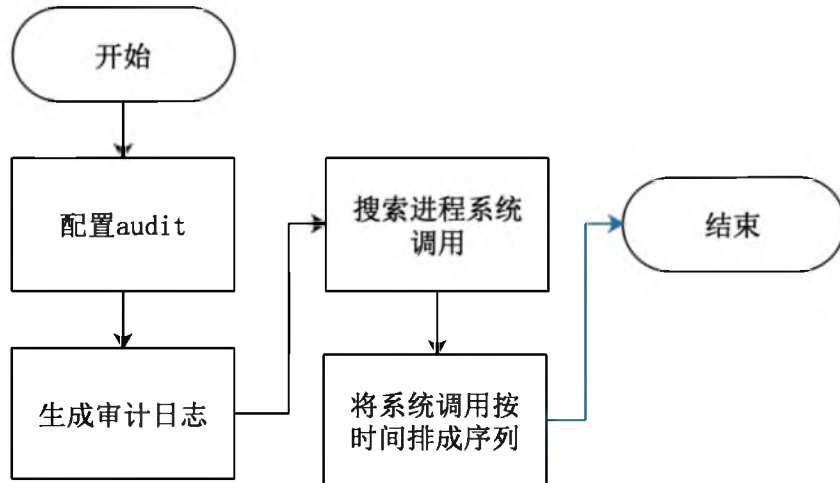 开始
配置audit
生成审计日志
搜索进程系统
调用
将系统调用按
时间排成序列
结束